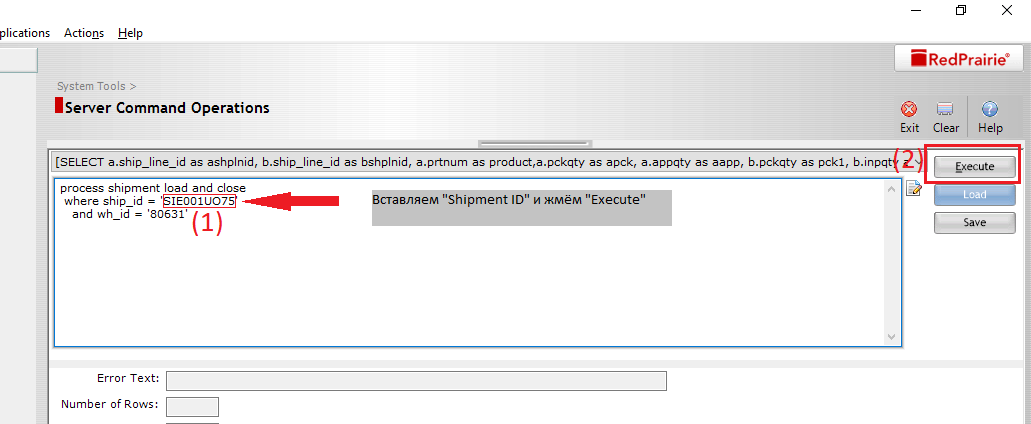 plications Actions Help
RedPrairie®
System Tools >
Server Command Operations
Exit Clear Help
[SELECT a.ship_line_id as ashplnid, b.ship_line_id as bshplnid, a.prtnum as product,a.pckqty as apck, a.appqty as aapp, b.pckqty as pck1, b.inpqty a
(2)
Execute
process shipment load and close
where ship_id = 'SIE001UO75'
Вставляем "Shipment ID" и жмём "Execute"
Load
and wh_id = '80631'
(1)
Save
Error Text:
Number of Rows: